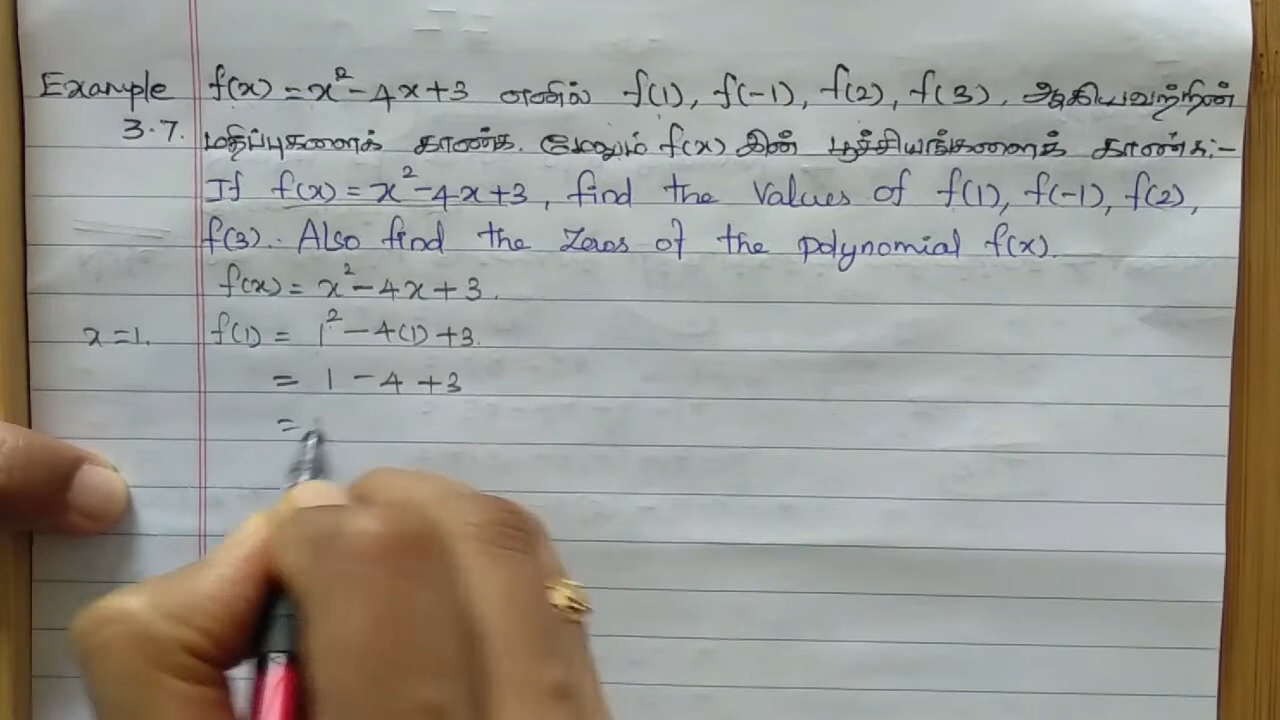 Example f(x) = x² - 4x + 3 எனில் f(1), f(-1), f(2), f(3), ஆகியவற்றின்
3.7. மதிப்புகளைக் காண்க. மேலும் f(x) இன் பூச்சியங்களைக் காண்க:-
If f(x) = x² - 4x + 3, find the values of f(1), f(-1), f(2),
f(3). Also find the zeros of the polynomial f(x).
f(x) = x² - 4x + 3.
x = 1. f(1) = 1² - 4(1) + 3.
= 1 - 4 + 3
=